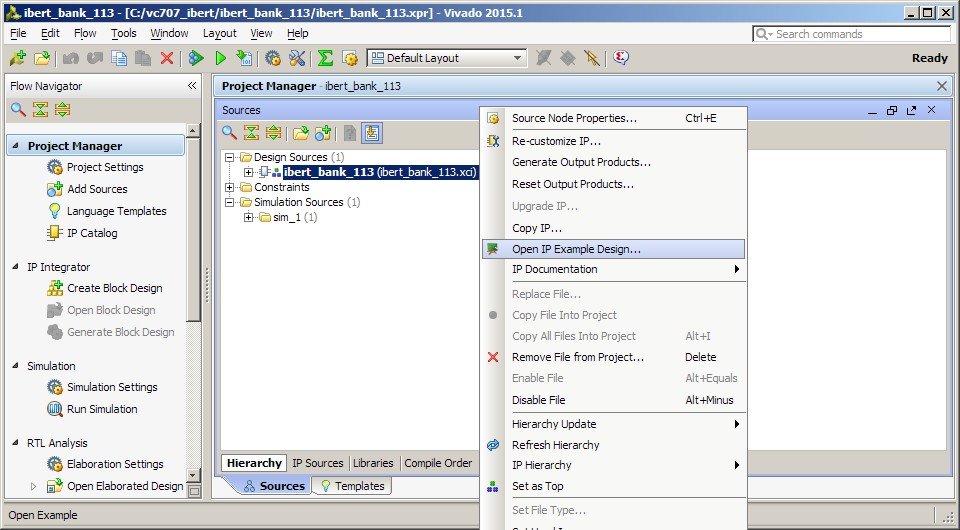 ibert_bank_113 - [C:/vc707_ibert/ibert_bank_113/ibert_bank_113.xpr] - Vivado 2015.1
File Edit Flow Tools Window Layout View Help
Search commands
Default Layout
Ready
Flow Navigator
Project Manager
Project Settings
Add Sources
Language Templates
IP Catalog
IP Integrator
Create Block Design
Open Block Design
Generate Block Design
Simulation
Simulation Settings
Run Simulation
RTL Analysis
Elaboration Settings
Open Elaborated Design
Project Manager - ibert_bank_113
Sources
Design Sources (1)
ibert_bank_113 (ibert_bank_113.xci)
Constraints
Simulation Sources (1)
sim_1 (1)
Hierarchy IP Sources Libraries Compile Order
Sources Templates
Source Node Properties... Ctrl+E
Re-customize IP...
Generate Output Products...
Reset Output Products...
Upgrade IP...
Copy IP...
Open IP Example Design...
IP Documentation
Replace File...
Copy File Into Project
Copy All Files Into Project Alt+I
Remove File from Project... Delete
Enable File Alt+Equals
Disable File Alt+Minus
Hierarchy Update
Refresh Hierarchy
IP Hierarchy
Set as Top
Set File Type...
Open Example